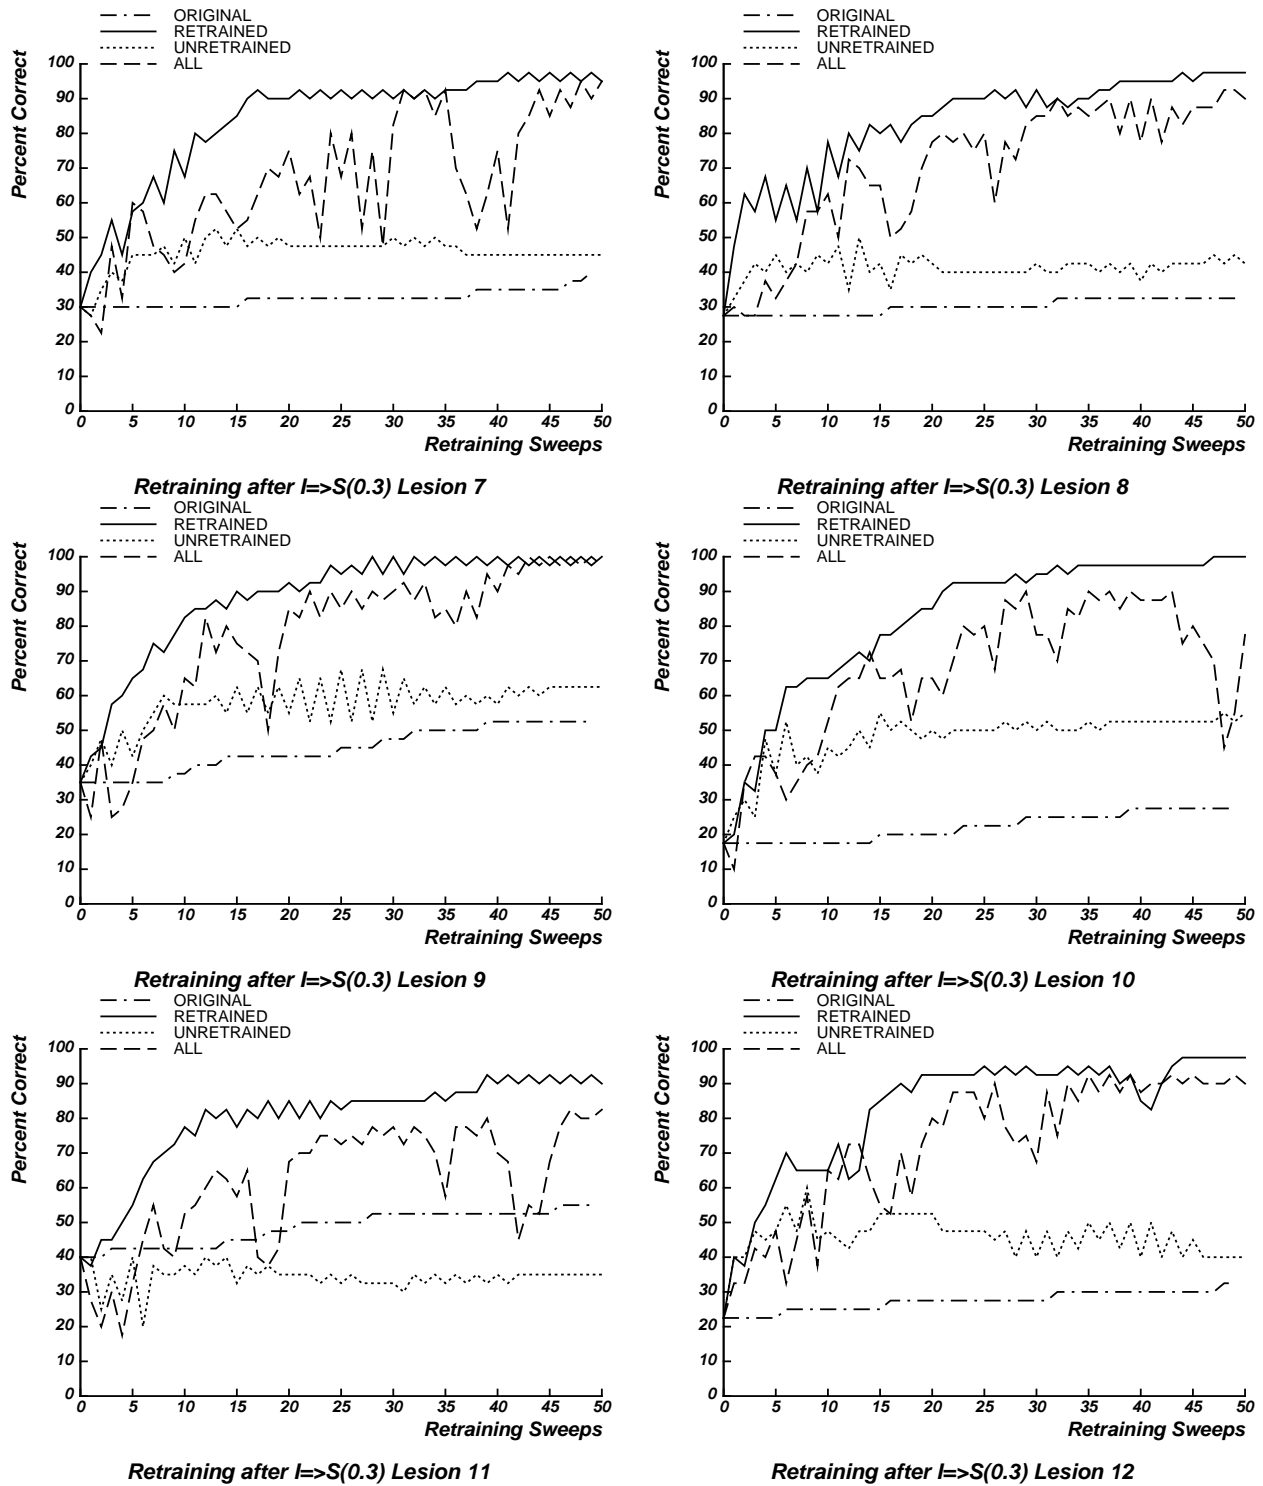 ORIGINAL
RETRAINED
UNRETRAINED
ALL
Percent Correct
100
90
80
70
60
50
40
30
20
10
0
0 5 10 15 20 25 30 35 40 45 50
Retraining Sweeps
Retraining after I=>S(0.3) Lesion 7
ORIGINAL
RETRAINED
UNRETRAINED
ALL
Percent Correct
100
90
80
70
60
50
40
30
20
10
0
0 5 10 15 20 25 30 35 40 45 50
Retraining Sweeps
Retraining after I=>S(0.3) Lesion 8
ORIGINAL
RETRAINED
UNRETRAINED
ALL
Percent Correct
100
90
80
70
60
50
40
30
20
10
0
0 5 10 15 20 25 30 35 40 45 50
Retraining Sweeps
Retraining after I=>S(0.3) Lesion 9
ORIGINAL
RETRAINED
UNRETRAINED
ALL
Percent Correct
100
90
80
70
60
50
40
30
20
10
0
0 5 10 15 20 25 30 35 40 45 50
Retraining Sweeps
Retraining after I=>S(0.3) Lesion 10
ORIGINAL
RETRAINED
UNRETRAINED
ALL
Percent Correct
100
90
80
70
60
50
40
30
20
10
0
0 5 10 15 20 25 30 35 40 45 50
Retraining Sweeps
Retraining after I=>S(0.3) Lesion 11
ORIGINAL
RETRAINED
UNRETRAINED
ALL
Percent Correct
100
90
80
70
60
50
40
30
20
10
0
0 5 10 15 20 25 30 35 40 45 50
Retraining Sweeps
Retraining after I=>S(0.3) Lesion 12